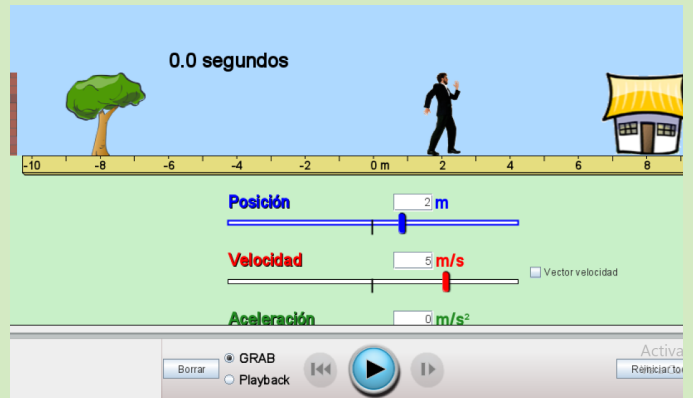 0.0 segundos
-10 -8 -6 -4 -2 0 m 2 4 6 8
Posición 2 m
Velocidad 5 m/s
Vector velocidad
Aceleración 0 m/s²
Activa
Borrar
GRAB
Playback
Reiniciar